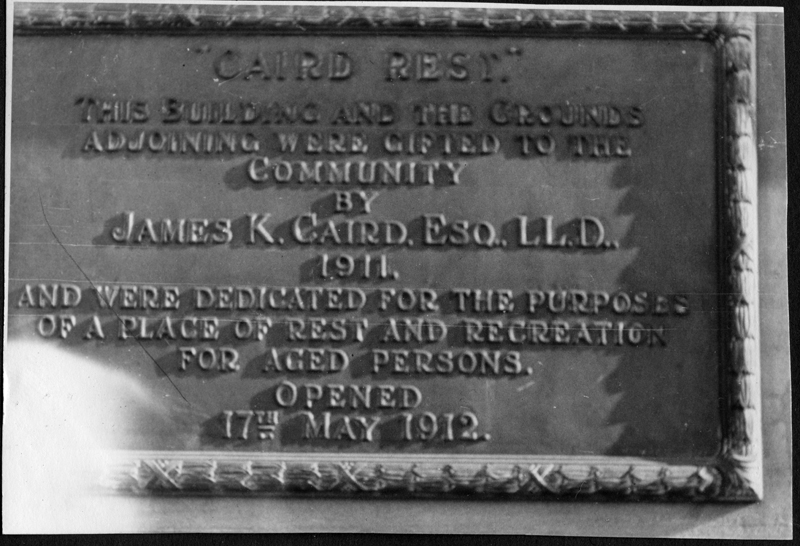 "CAIRD REST."
THIS BUILDING AND THE GROUNDS
ADJOINING WERE GIFTED TO THE
COMMUNITY
BY
JAMES K. CAIRD, ESQ., LL.D.,
1911.
AND WERE DEDICATED FOR THE PURPOSES
OF A PLACE OF REST AND RECREATION
FOR AGED PERSONS.
OPENED
17TH MAY 1912.